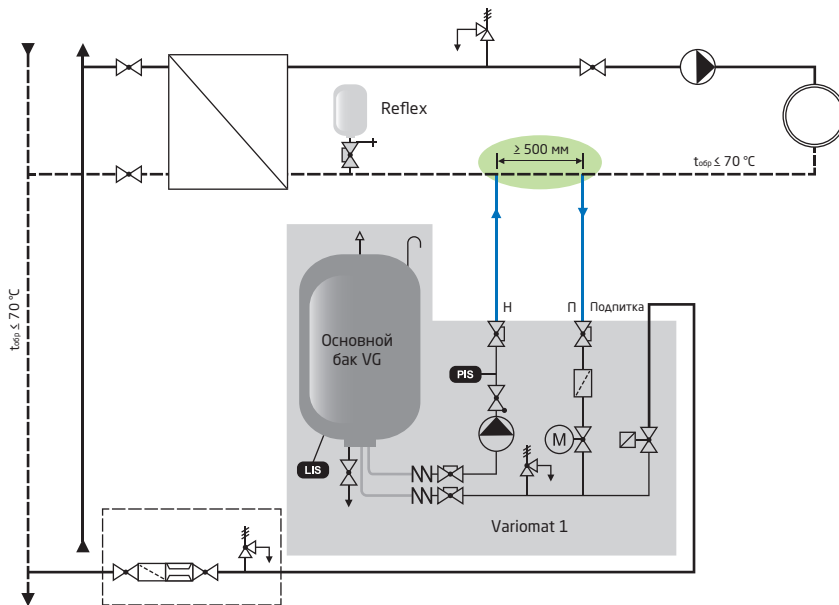 Reflex
≥ 500 мм
tобр ≤ 70 °C
tобр ≤ 70 °C
Н
П
Подпитка
Основной
бак VG
PIS
M
LIS
Variomat 1